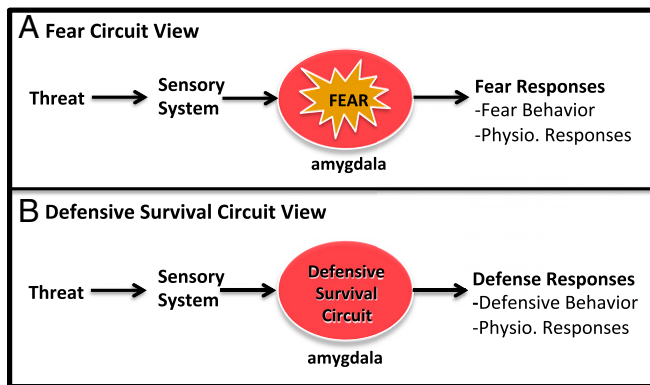 A Fear Circuit View
Threat
Sensory
System
FEAR
amygdala
Fear Responses
-Fear Behavior
-Physio. Responses
B Defensive Survival Circuit View
Threat
Sensory
System
Defensive
Survival
Circuit
amygdala
Defense Responses
-Defensive Behavior
-Physio. Responses